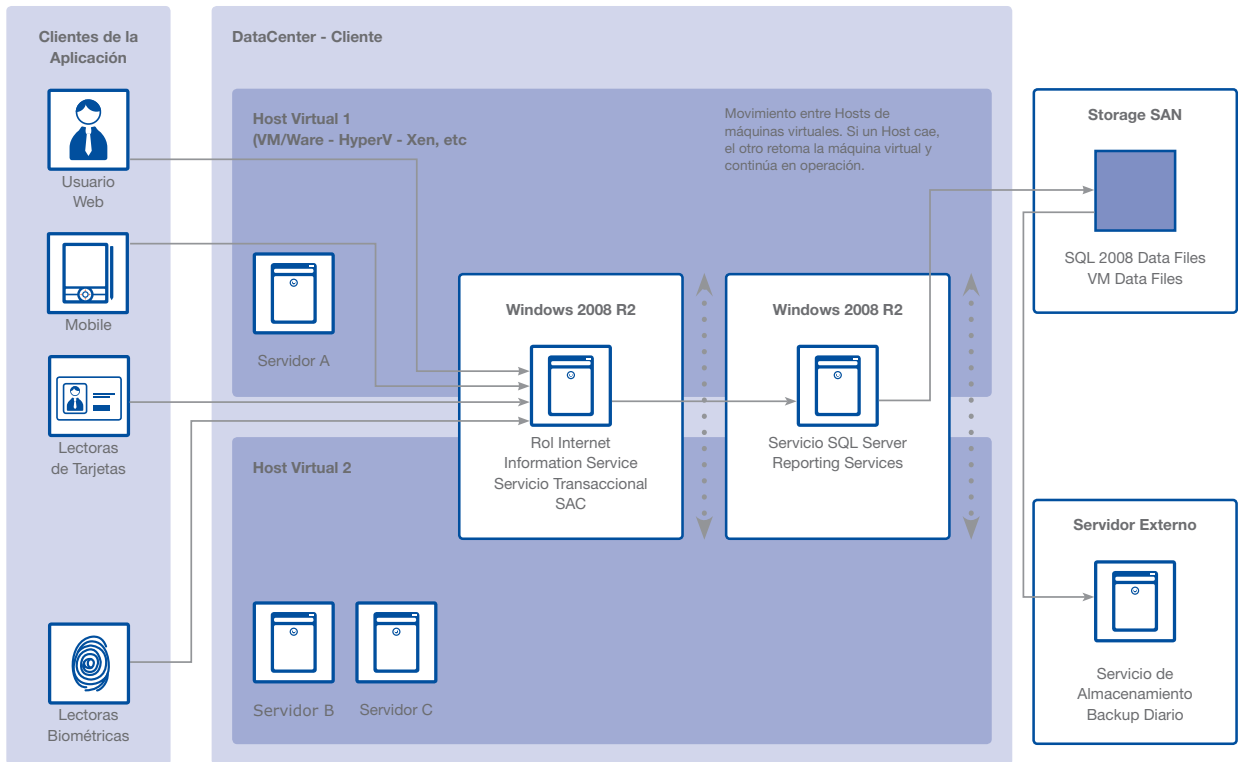 Clientes de la
Aplicación
Usuario
Web
Mobile
Lectoras
de Tarjetas
Lectoras
Biométricas
DataCenter - Cliente
Host Virtual 1
(VM/Ware - HyperV - Xen, etc
Movimiento entre Hosts de
máquinas virtuales. Si un Host cae,
el otro retoma la máquina virtual y
continúa en operación.
Servidor A
Windows 2008 R2
Rol Internet
Information Service
Servicio Transaccional
SAC
Windows 2008 R2
Servicio SQL Server
Reporting Services
Host Virtual 2
Servidor B
Servidor C
Storage SAN
SQL 2008 Data Files
VM Data Files
Servidor Externo
Servicio de
Almacenamiento
Backup Diario